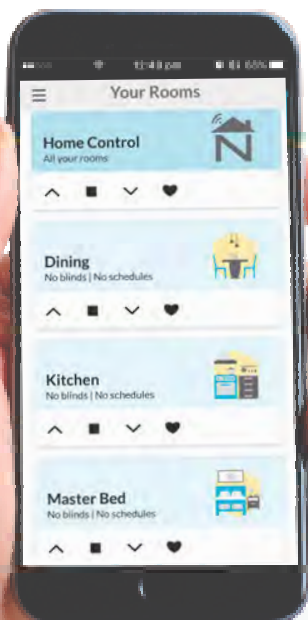 Your Rooms
Home Control
All your rooms
Dining
No blinds | No schedules
Kitchen
No blinds | No schedules
Master Bed
No blinds | No schedules